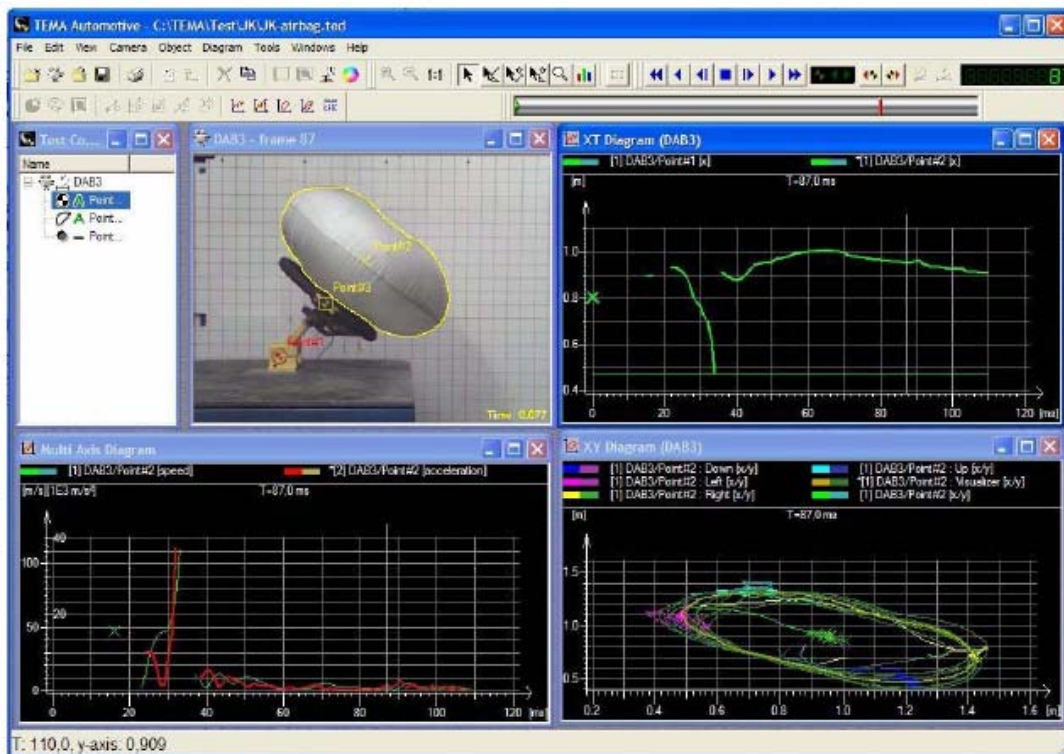 TEMA Automotive - C:\TEMA\Test\JK\JK-airbag.ted
File Edit View Camera Object Diagram Tools Windows Help
1:1
8
Test Co...
Name
DAB3
Point...
Point...
Point...
DAB3 - frame 87
Point#2
Point#3
Point#1
Time: 0,077
XT Diagram (DAB3)
[1] DAB3/Point#1 [x] *[1] DAB3/Point#2 [x]
[m] T=87,0 ms
1.0
0.8
0.6
0.4
0 20 40 60 80 100 120 [ms]
Multi Axis Diagram
[1] DAB3/Point#2 [speed] *[2] DAB3/Point#2 [acceleration]
[m/s][1E3 m/s²] T=87,0 ms
40
100
20
50
0
0 20 40 60 80 100 120 [ms]
XY Diagram (DAB3)
[1] DAB3/Point#2 : Down [x/y] [1] DAB3/Point#2 : Up [x/y]
[1] DAB3/Point#2 : Left [x/y] *[1] DAB3/Point#2 : Visualizer [x/y]
[1] DAB3/Point#2 : Right [x/y] [1] DAB3/Point#2 [x/y]
[m] T=87,0 ms
1.5
1.0
0.5
0.2 0.4 0.6 0.8 1.0 1.2 1.4 1.6 [m]
T: 110,0, y-axis: 0,909